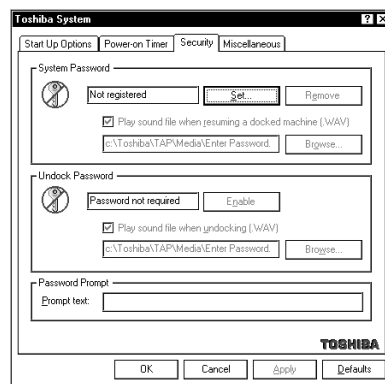 Toshiba System
Start Up Options Power-on Timer Security Miscellaneous
System Password
Not registered Set... Remove
Play sound file when resuming a docked machine (.WAV)
c:\Toshiba\TAP\Media\Enter Password. Browse...
Undock Password
Password not required Enable
Play sound file when undocking (.WAV)
c:\Toshiba\TAP\Media\Enter Password. Browse...
Password Prompt
Prompt text:
TOSHIBA
OK Cancel Apply Defaults